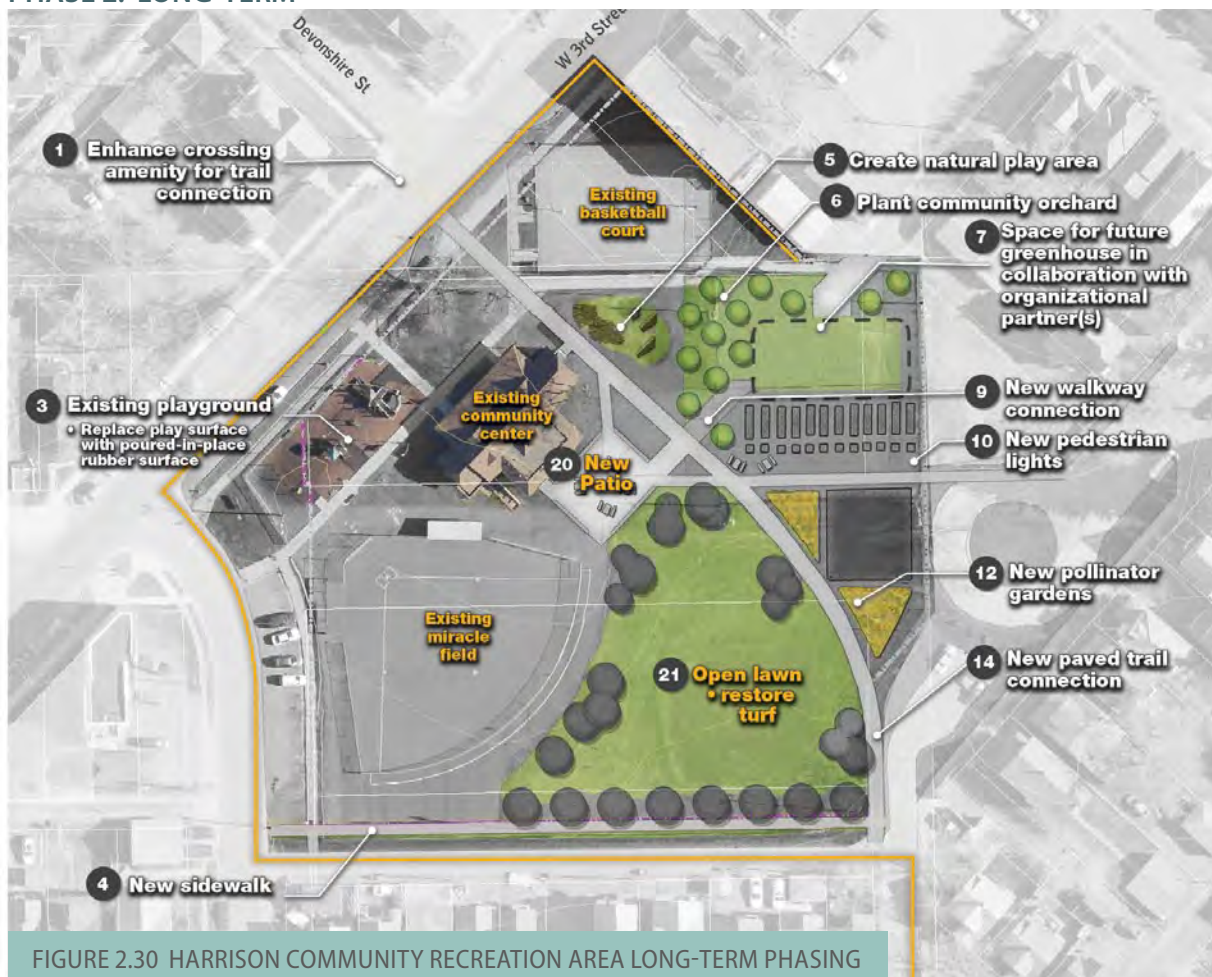 PHASE 2: LONG-TERM
Devonshire St
W 3rd Street
1 Enhance crossing
amenity for trail
connection
Existing
basketball
court
5 Create natural play area
6 Plant community orchard
7 Space for future
greenhouse in
collaboration with
organizational
partner(s)
3 Existing playground
• Replace play surface
with poured-in-place
rubber surface
Existing
community
center
9 New walkway
connection
10 New pedestrian
lights
20 New
Patio
12 New pollinator
gardens
Existing
miracle
field
14 New paved trail
connection
21 Open lawn
• restore
turf
4 New sidewalk
FIGURE 2.30 HARRISON COMMUNITY RECREATION AREA LONG-TERM PHASING